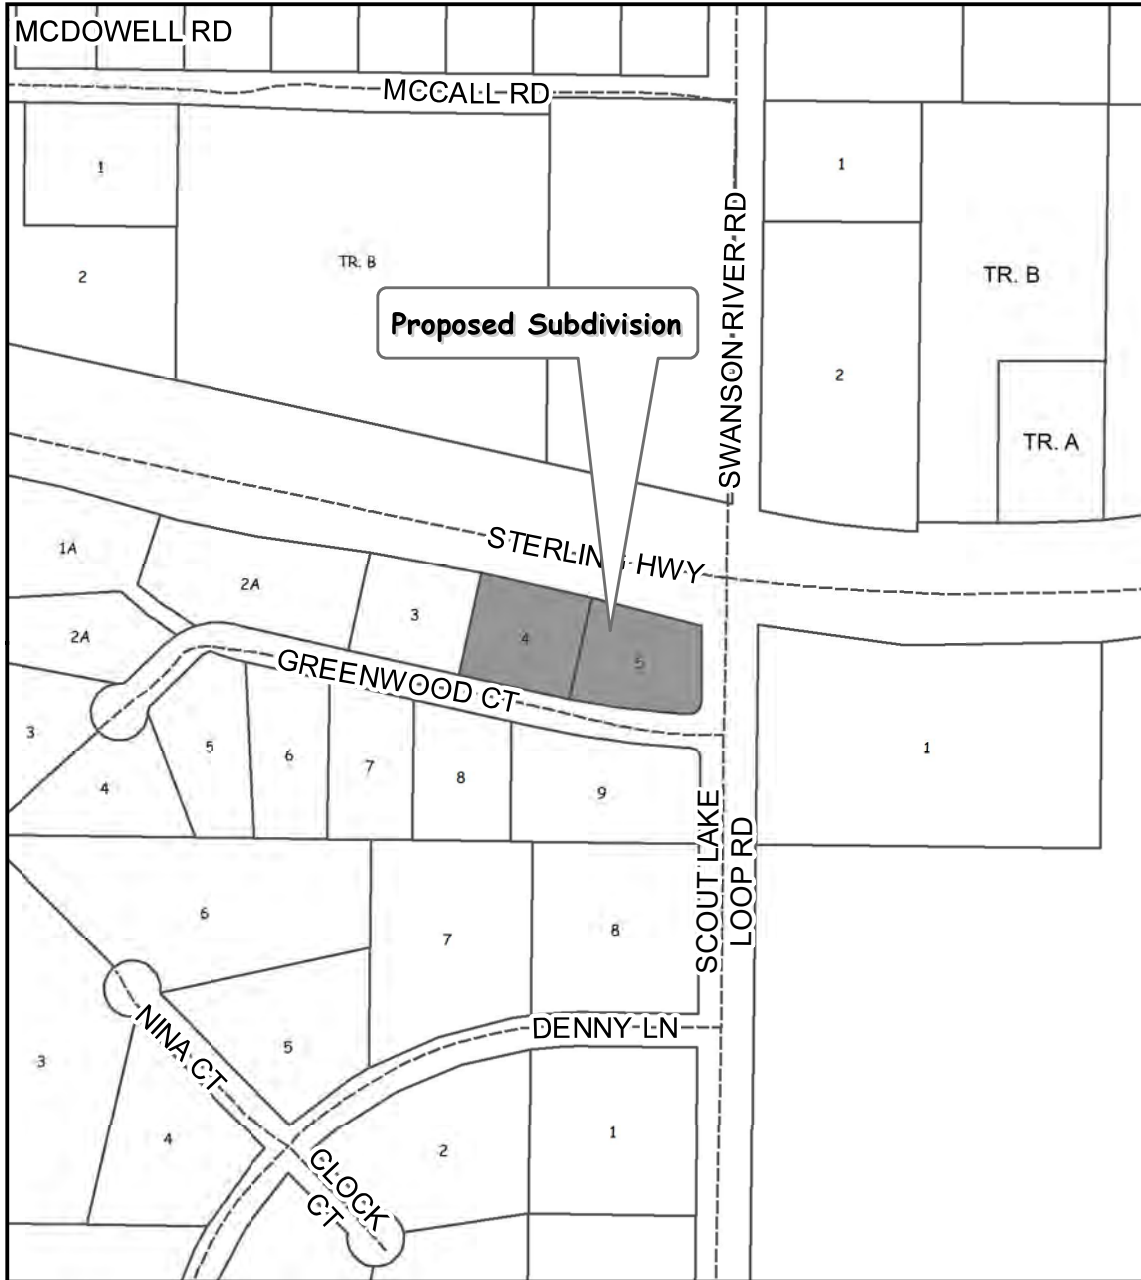 MCDOWELL RD
MCCALL RD
1
1
2
TR. B
TR. B
SWANSON RIVER RD
Proposed Subdivision
2
TR. A
STERLING HWY
1A
2A
3
4
5
2A
GREENWOOD CT
3
5
6
7
8
9
1
4
SCOUT LAKE
LOOP RD
6
7
8
NINA CT
DENNY LN
5
3
4
2
1
CLOCK
CT